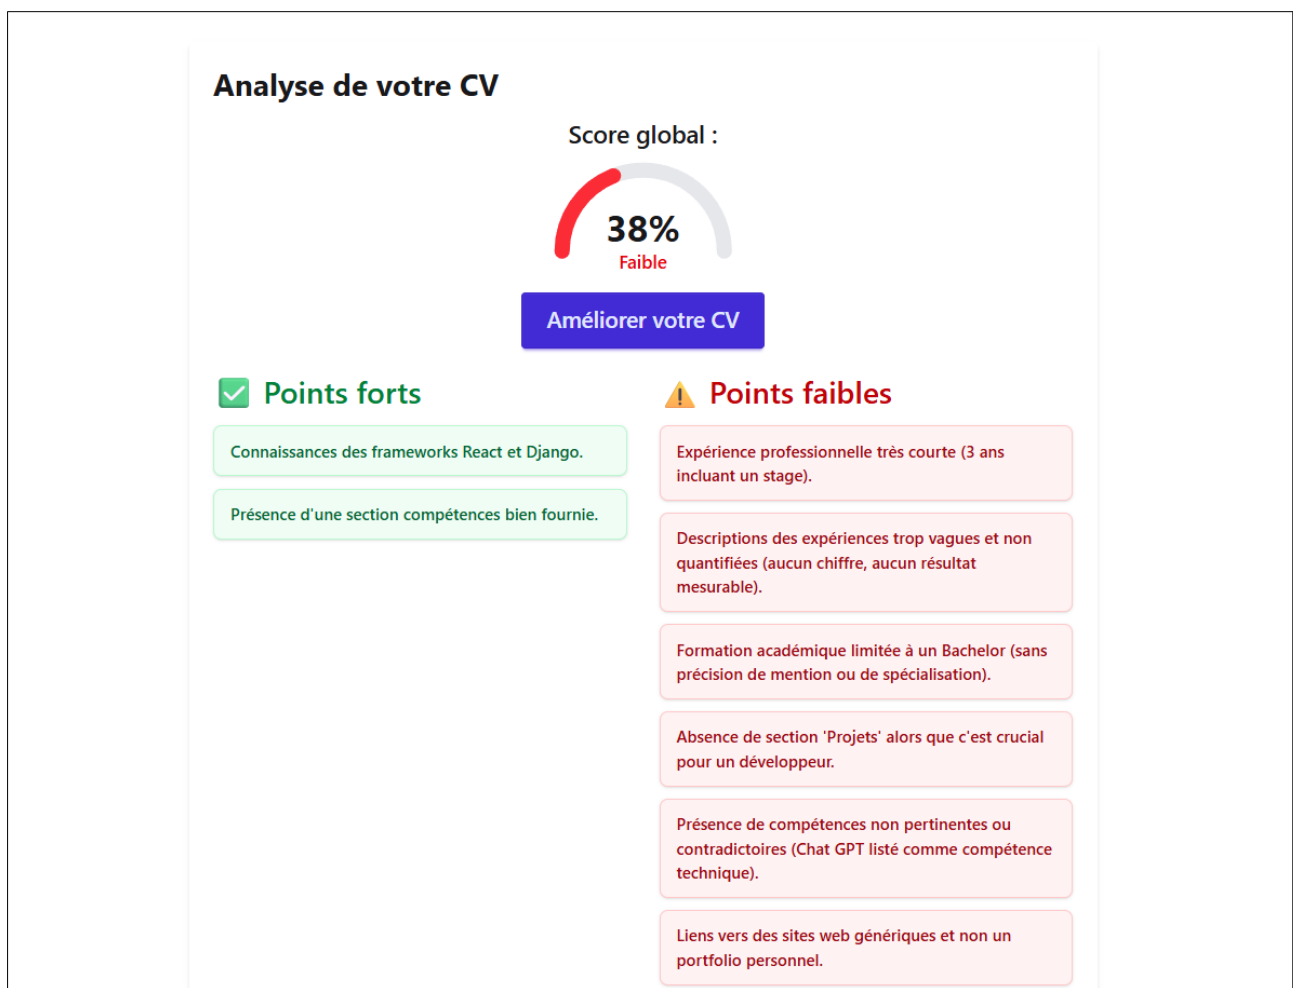 Analyse de votre CV
Score global :
38%
Faible
Améliorer votre CV
Points forts
Connaissances des frameworks React et Django.
Présence d'une section compétences bien fournie.
Points faibles
Expérience professionnelle très courte (3 ans
incluant un stage).
Descriptions des expériences trop vagues et non
quantifiées (aucun chiffre, aucun résultat
mesurable).
Formation académique limitée à un Bachelor (sans
précision de mention ou de spécialisation).
Absence de section 'Projets' alors que c'est crucial
pour un développeur.
Présence de compétences non pertinentes ou
contradictoires (Chat GPT listé comme compétence
technique).
Liens vers des sites web génériques et non un
portfolio personnel.